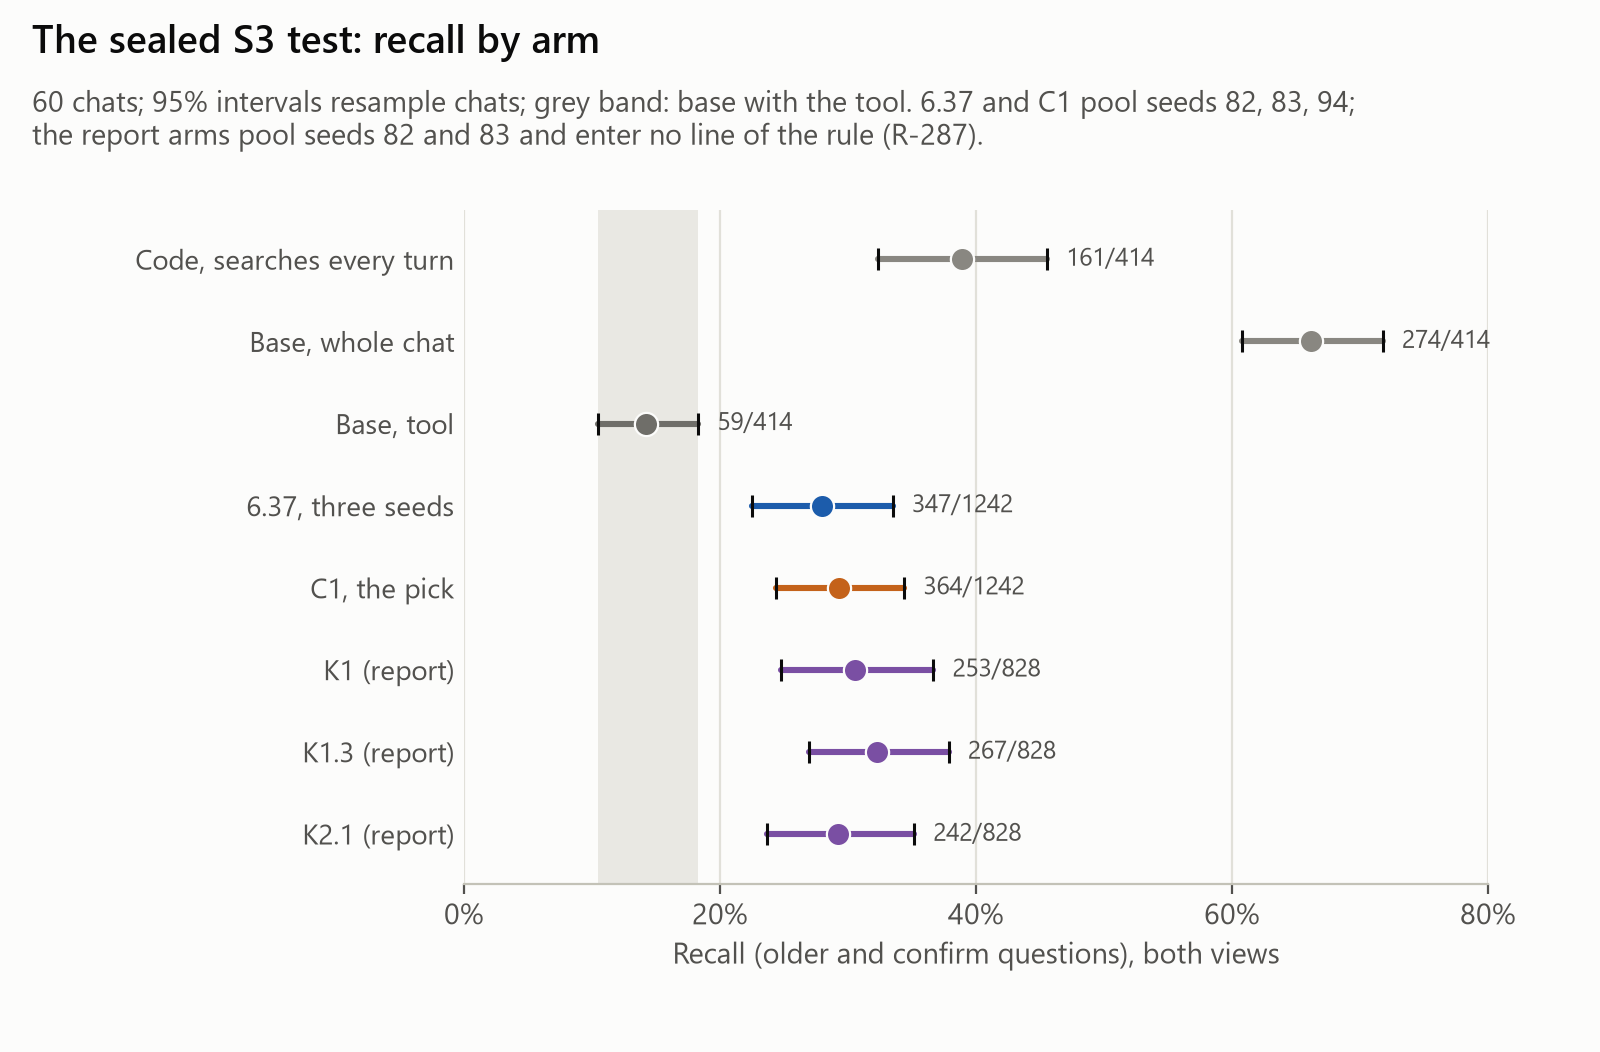 The sealed S3 test: recall by arm
60 chats; 95% intervals resample chats; grey band: base with the tool. 6.37 and C1 pool seeds 82, 83, 94;
the report arms pool seeds 82 and 83 and enter no line of the rule (R-287).
Code, searches every turn 161/414
Base, whole chat 274/414
Base, tool 59/414
6.37, three seeds 347/1242
C1, the pick 364/1242
K1 (report) 253/828
K1.3 (report) 267/828
K2.1 (report) 242/828
0% 20% 40% 60% 80%
Recall (older and confirm questions), both views